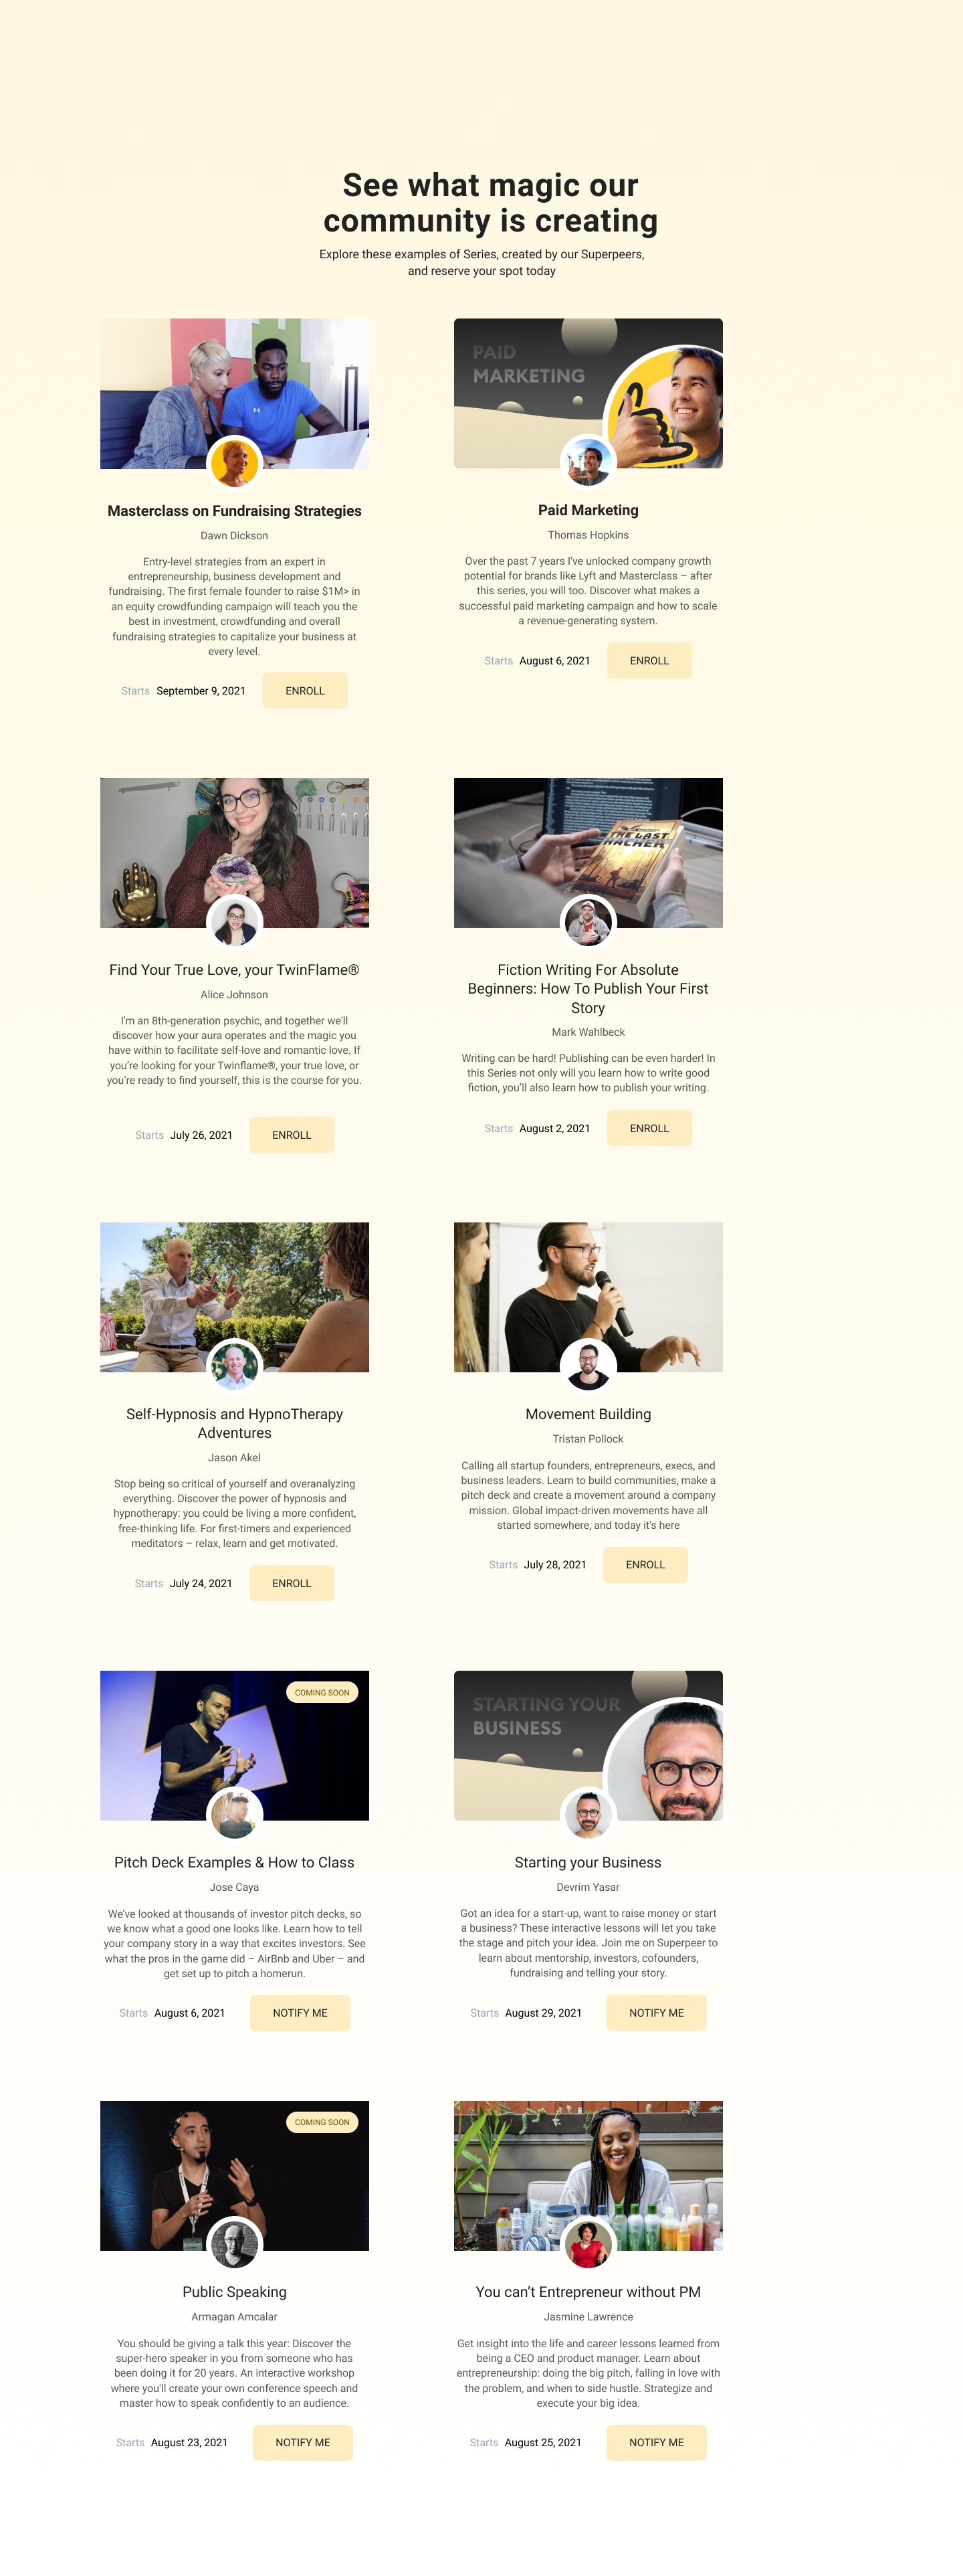 See what magic our
community is creating
Explore these examples of Series, created by our Superpeers,
and reserve your spot today
PAID
MARKETING
Masterclass on Fundraising Strategies
Dawn Dickson
Entry-level strategies from an expert in
entrepreneurship, business development and
fundraising. The first female founder to raise $1M> in
an equity crowdfunding campaign will teach you the
best in investment, crowdfunding and overall
fundraising strategies to capitalize your business at
every level.
Starts September 9, 2021 ENROLL
Paid Marketing
Thomas Hopkins
Over the past 7 years I've unlocked company growth
potential for brands like Lyft and Masterclass – after
this series, you will too. Discover what makes a
successful paid marketing campaign and how to scale
a revenue-generating system.
Starts August 6, 2021 ENROLL
THE LAST
HACKER
Find Your True Love, your TwinFlame®
Alice Johnson
I'm an 8th-generation psychic, and together we'll
discover how your aura operates and the magic you
have within to facilitate self-love and romantic love. If
you're looking for your Twinflame®, your true love, or
you're ready to find yourself, this is the course for you.
Starts July 26, 2021 ENROLL
Fiction Writing For Absolute
Beginners: How To Publish Your First
Story
Mark Wahlbeck
Writing can be hard! Publishing can be even harder! In
this Series not only will you learn how to write good
fiction, you'll also learn how to publish your writing.
Starts August 2, 2021 ENROLL
Self-Hypnosis and HypnoTherapy
Adventures
Jason Akel
Stop being so critical of yourself and overanalyzing
everything. Discover the power of hypnosis and
hypnotherapy: you could be living a more confident,
free-thinking life. For first-timers and experienced
meditators – relax, learn and get motivated.
Starts July 24, 2021 ENROLL
Movement Building
Tristan Pollock
Calling all startup founders, entrepreneurs, execs, and
business leaders. Learn to build communities, make a
pitch deck and create a movement around a company
mission. Global impact-driven movements have all
started somewhere, and today it's here
Starts July 28, 2021 ENROLL
COMING SOON
STARTING YOUR
BUSINESS
Pitch Deck Examples & How to Class
Jose Caya
We've looked at thousands of investor pitch decks, so
we know what a good one looks like. Learn how to tell
your company story in a way that excites investors. See
what the pros in the game did – AirBnb and Uber – and
get set up to pitch a homerun.
Starts August 6, 2021 NOTIFY ME
Starting your Business
Devrim Yasar
Got an idea for a start-up, want to raise money or start
a business? These interactive lessons will let you take
the stage and pitch your idea. Join me on Superpeer to
learn about mentorship, investors, cofounders,
fundraising and telling your story.
Starts August 29, 2021 NOTIFY ME
COMING SOON
Public Speaking
Armagan Amcalar
You should be giving a talk this year: Discover the
super-hero speaker in you from someone who has
been doing it for 20 years. An interactive workshop
where you'll create your own conference speech and
master how to speak confidently to an audience.
Starts August 23, 2021 NOTIFY ME
You can't Entrepreneur without PM
Jasmine Lawrence
Get insight into the life and career lessons learned from
being a CEO and product manager. Learn about
entrepreneurship: doing the big pitch, falling in love with
the problem, and when to side hustle. Strategize and
execute your big idea.
Starts August 25, 2021 NOTIFY ME